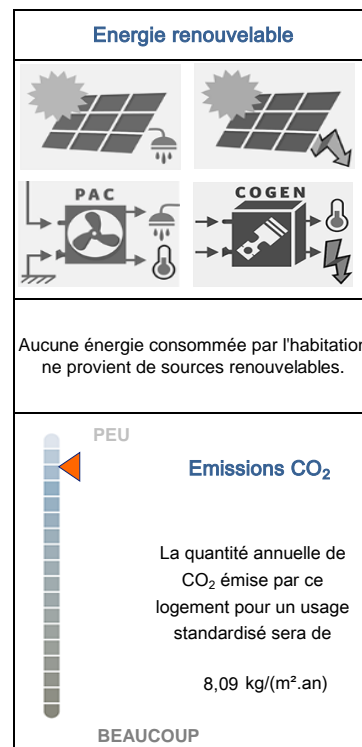 Energie renouvelable
PAC
COGEN
Aucune énergie consommée par l'habitation
ne provient de sources renouvelables.
PEU
Emissions CO₂
La quantité annuelle de
CO₂ émise par ce
logement pour un usage
standardisé sera de
8,09 kg/(m².an)
BEAUCOUP